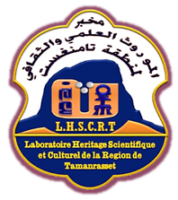 مخبر
الموروث العلمي والثقافي
لمنطقة تامنغست
L.H.S.C.R.T
Laboratoire Heritage Scientifique
et Culturel de la Region de
Tamanrasset